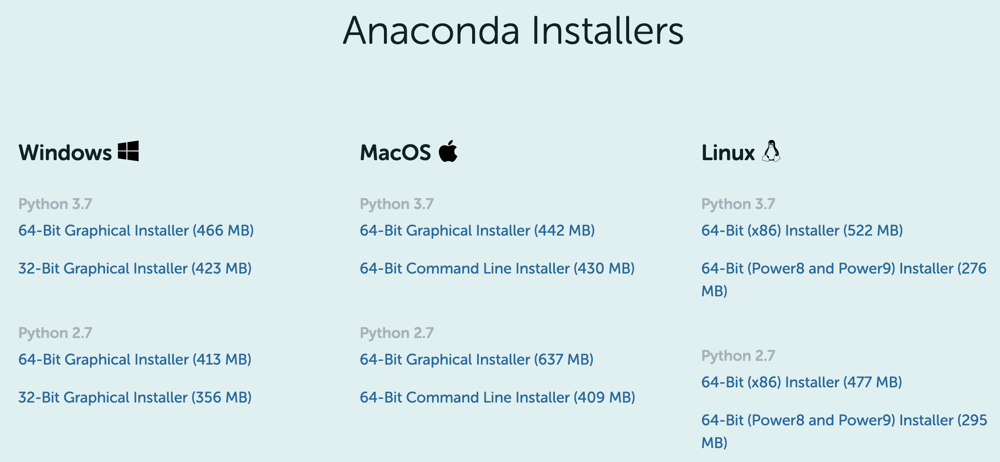 Anaconda Installers
Windows
Python 3.7
64-Bit Graphical Installer (466 MB)
32-Bit Graphical Installer (423 MB)
Python 2.7
64-Bit Graphical Installer (413 MB)
32-Bit Graphical Installer (356 MB)
MacOS
Python 3.7
64-Bit Graphical Installer (442 MB)
64-Bit Command Line Installer (430 MB)
Python 2.7
64-Bit Graphical Installer (637 MB)
64-Bit Command Line Installer (409 MB)
Linux
Python 3.7
64-Bit (x86) Installer (522 MB)
64-Bit (Power8 and Power9) Installer (276
MB)
Python 2.7
64-Bit (x86) Installer (477 MB)
64-Bit (Power8 and Power9) Installer (295
MB)